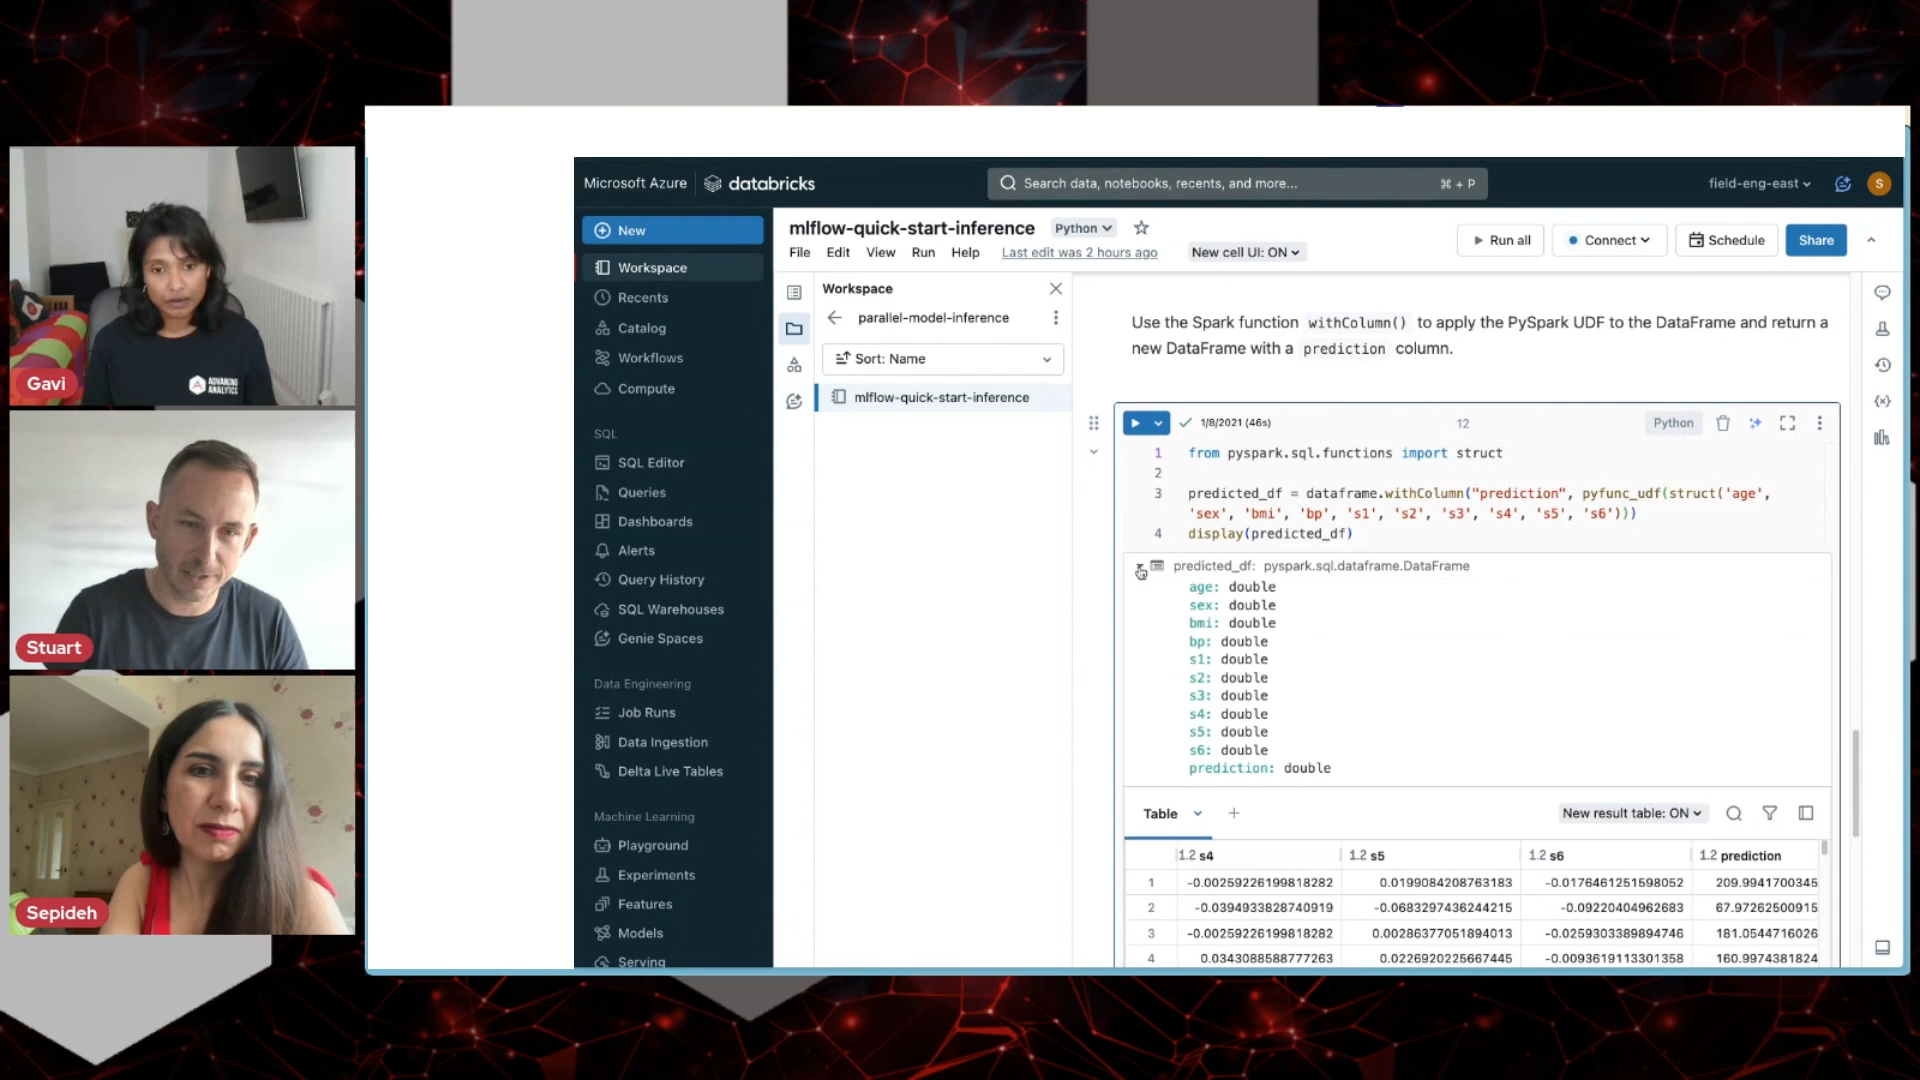 Gavi
ADVANCING
ANALYTICS
Stuart
Sepideh
Microsoft Azure
databricks
Search data, notebooks, recents, and more...
⌘ + P
field-eng-east
S
New
Workspace
Recents
Catalog
Workflows
Compute
SQL
SQL Editor
Queries
Dashboards
Alerts
Query History
SQL Warehouses
Genie Spaces
Data Engineering
Job Runs
Data Ingestion
Delta Live Tables
Machine Learning
Playground
Experiments
Features
Models
Serving
mlflow-quick-start-inference
Python
File Edit View Run Help
Last edit was 2 hours ago
New cell UI: ON
Run all
Connect
Schedule
Share
Workspace
parallel-model-inference
Sort: Name
mlflow-quick-start-inference
Use the Spark function withColumn() to apply the PySpark UDF to the DataFrame and return a
new DataFrame with a prediction column.
1/8/2021 (46s)
12
Python
1 from pyspark.sql.functions import struct
2
3 predicted_df = dataframe.withColumn("prediction", pyfunc_udf(struct('age',
'sex', 'bmi', 'bp', 's1', 's2', 's3', 's4', 's5', 's6')))
4 display(predicted_df)
predicted_df: pyspark.sql.dataframe.DataFrame
age: double
sex: double
bmi: double
bp: double
s1: double
s2: double
s3: double
s4: double
s5: double
s6: double
prediction: double
Table +
New result table: ON
1.2 s4 1.2 s5 1.2 s6 1.2 prediction
1 -0.00259226199818282 0.0199084208763183 -0.0176461251598052 209.9941700345
2 -0.0394933828740919 -0.0683297436244215 -0.09220404962683 67.97262500915
3 -0.00259226199818282 0.00286377051894013 -0.0259303389894746 181.0544716026
4 0.0343088588777263 0.0226920225667445 -0.0093619113301358 160.9974381824